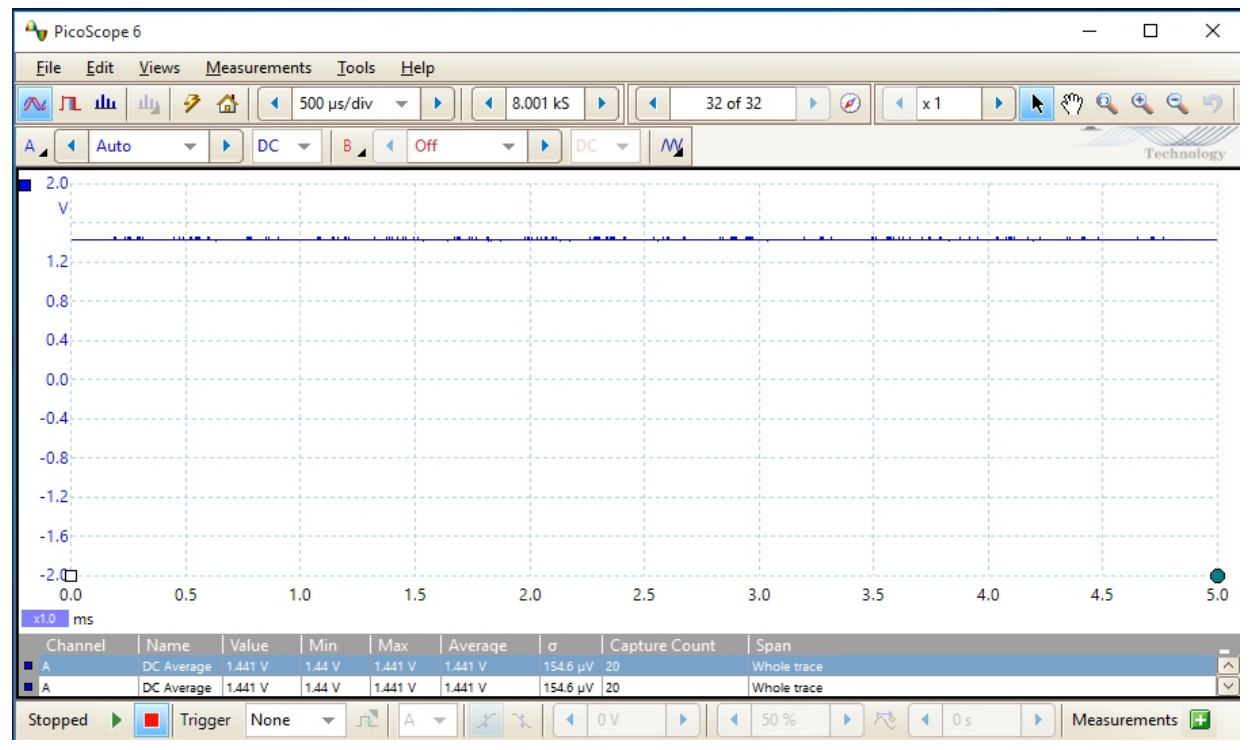 PicoScope 6
File Edit Views Measurements Tools Help
500 µs/div 8.001 kS 32 of 32 x 1
A Auto DC B Off DC
Technology
2.0
V
1.2
0.8
0.4
0.0
-0.4
-0.8
-1.2
-1.6
-2.0
0.0 0.5 1.0 1.5 2.0 2.5 3.0 3.5 4.0 4.5 5.0
x1.0 ms
Channel Name Value Min Max Average σ Capture Count Span
A DC Average 1.441 V 1.44 V 1.441 V 1.441 V 154.6 µV 20 Whole trace
A DC Average 1.441 V 1.44 V 1.441 V 1.441 V 154.6 µV 20 Whole trace
Stopped Trigger None A 0 V 50 % 0 s Measurements